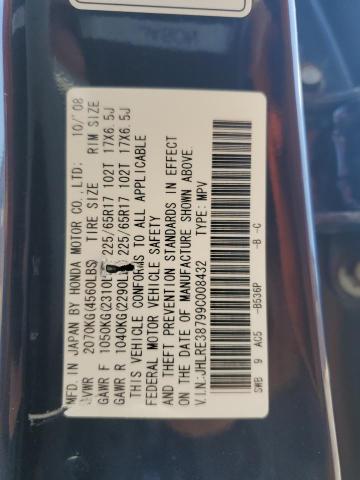 MFD. IN JAPAN BY HONDA MOTOR CO., LTD: 10/'08
GVWR 2070KG(4560LBS) TIRE SIZE RIM SIZE
GAWR F 1050KG(2310L 225/65R17 102T 17X6.5J
GAWR R 1040KG(2290L 225/65R17 102T 17X6.5J
THIS VEHICLE CONFORMS TO ALL APPLICABLE
FEDERAL MOTOR VEHICLE SAFETY
AND THEFT PREVENTION STANDARDS IN EFFECT
ON THE DATE OF MANUFACTURE SHOWN ABOVE.
V.I.N:JHLRE38799C008432 TYPE: MPV
SWB 9 AC5 -B536P -B -C